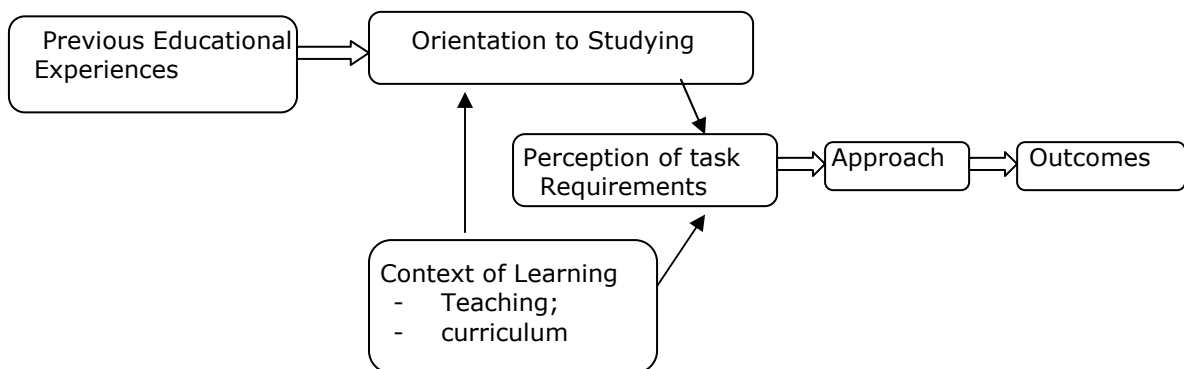 Previous Educational
Experiences
Orientation to Studying
Perception of task
Requirements
Approach
Outcomes
Context of Learning
- Teaching;
- curriculum